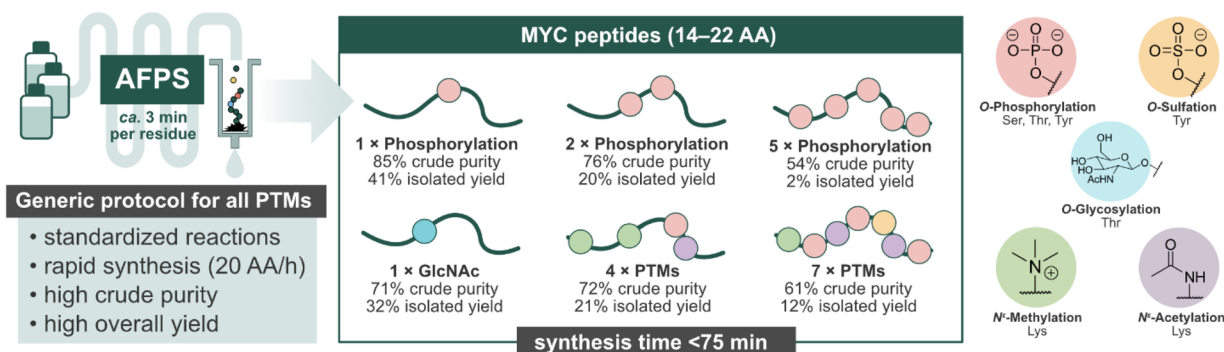 AFPS
ca. 3 min
per residue
Generic protocol for all PTMs
• standardized reactions
• rapid synthesis (20 AA/h)
• high crude purity
• high overall yield
MYC peptides (14–22 AA)
1 × Phosphorylation
85% crude purity
41% isolated yield
2 × Phosphorylation
76% crude purity
20% isolated yield
5 × Phosphorylation
54% crude purity
2% isolated yield
1 × GlcNAc
71% crude purity
32% isolated yield
4 × PTMs
72% crude purity
21% isolated yield
7 × PTMs
61% crude purity
12% isolated yield
synthesis time <75 min
O
⊖ ⊖
O P O
O
O-Phosphorylation
Ser, Thr, Tyr
O ⊖
O=S O
O
O-Sulfation
Tyr
OH
HO O O
HO
AcHN
O-Glycosylation
Thr
N
⊕
Nᵋ-Methylation
Lys
O
NH
Nᵋ-Acetylation
Lys